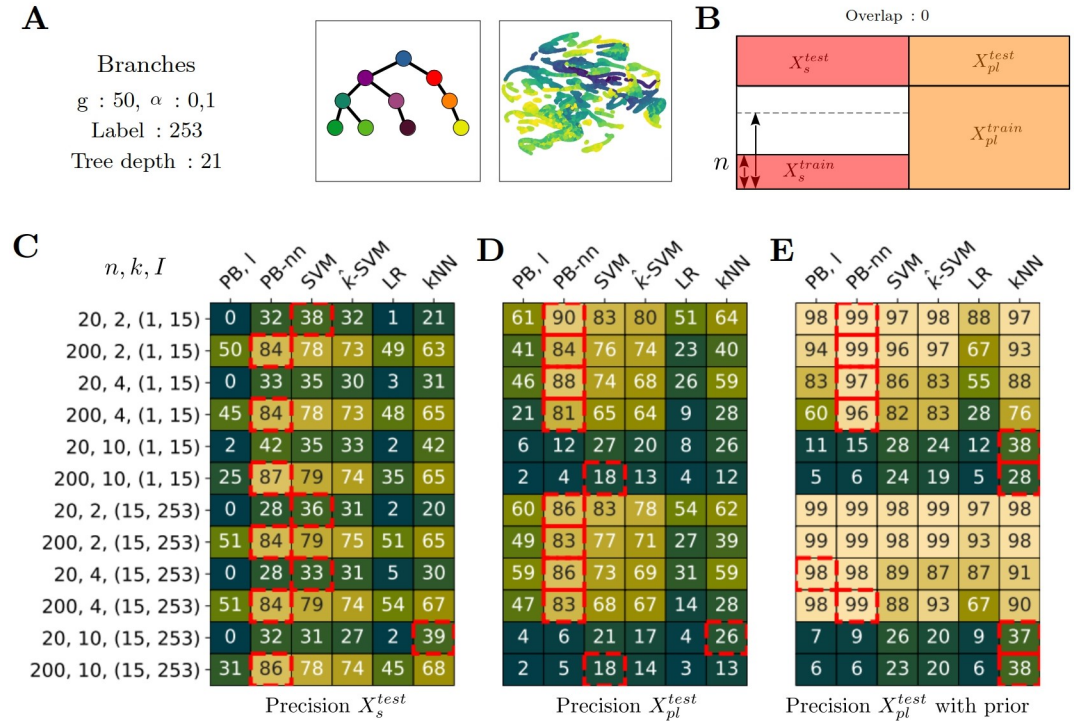 A
Branches
g : 50, α : 0,1
Label : 253
Tree depth : 21
B
Overlap : 0
X_s^{test}
X_{pl}^{test}
X_{pl}^{train}
n
X_s^{train}
C
n, k, I
PB, l PB-nn SVM k̂-SVM LR kNN
20, 2, (1, 15) 0 32 38 32 1 21
200, 2, (1, 15) 50 84 78 73 49 63
20, 4, (1, 15) 0 33 35 30 3 31
200, 4, (1, 15) 45 84 78 73 48 65
20, 10, (1, 15) 2 42 35 33 2 42
200, 10, (1, 15) 25 87 79 74 35 65
20, 2, (15, 253) 0 28 36 31 2 20
200, 2, (15, 253) 51 84 79 75 51 65
20, 4, (15, 253) 0 28 33 31 5 30
200, 4, (15, 253) 51 84 79 74 54 67
20, 10, (15, 253) 0 32 31 27 2 39
200, 10, (15, 253) 31 86 78 74 45 68
Precision X_s^{test}
D
PB, l PB-nn SVM k̂-SVM LR kNN
61 90 83 80 51 64
41 84 76 74 23 40
46 88 74 68 26 59
21 81 65 64 9 28
6 12 27 20 8 26
2 4 18 13 4 12
60 86 83 78 54 62
49 83 77 71 27 39
59 86 73 69 31 59
47 83 68 67 14 28
4 6 21 17 4 26
2 5 18 14 3 13
Precision X_{pl}^{test}
E
PB, l PB-nn SVM k̂-SVM LR kNN
98 99 97 98 88 97
94 99 96 97 67 93
83 97 86 83 55 88
60 96 82 83 28 76
11 15 28 24 12 38
5 6 24 19 5 28
99 99 98 99 97 98
99 99 98 99 93 98
98 98 89 87 87 91
98 99 88 93 67 90
7 9 26 20 9 37
6 6 23 20 6 38
Precision X_{pl}^{test} with prior